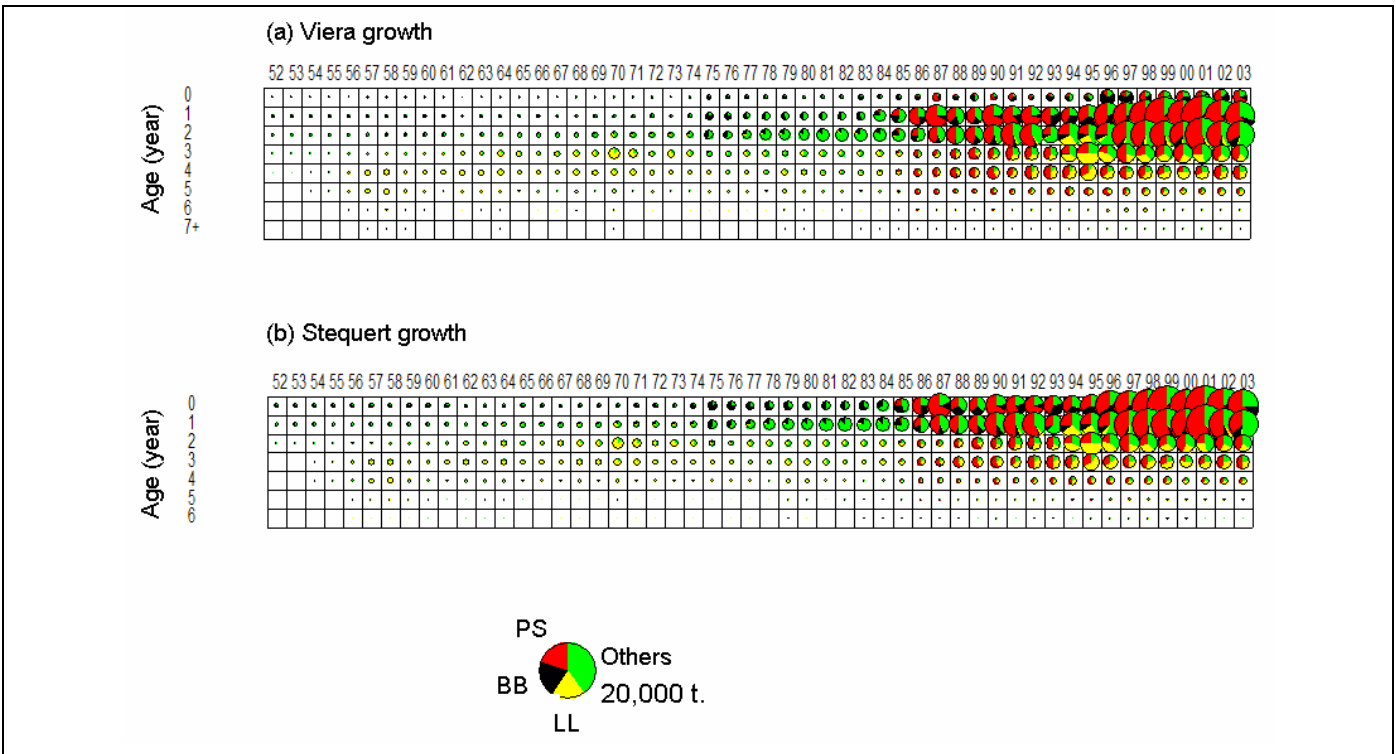 (a) Viera growth
52 53 54 55 56 57 58 59 60 61 62 63 64 65 66 67 68 69 70 71 72 73 74 75 76 77 78 79 80 81 82 83 84 85 86 87 88 89 90 91 92 93 94 95 96 97 98 99 00 01 02 03
Age (year)
0
1
2
3
4
5
6
7+
(b) Stequert growth
52 53 54 55 56 57 58 59 60 61 62 63 64 65 66 67 68 69 70 71 72 73 74 75 76 77 78 79 80 81 82 83 84 85 86 87 88 89 90 91 92 93 94 95 96 97 98 99 00 01 02 03
Age (year)
0
1
2
3
4
5
6
PS
Others
BB
20,000 t.
LL